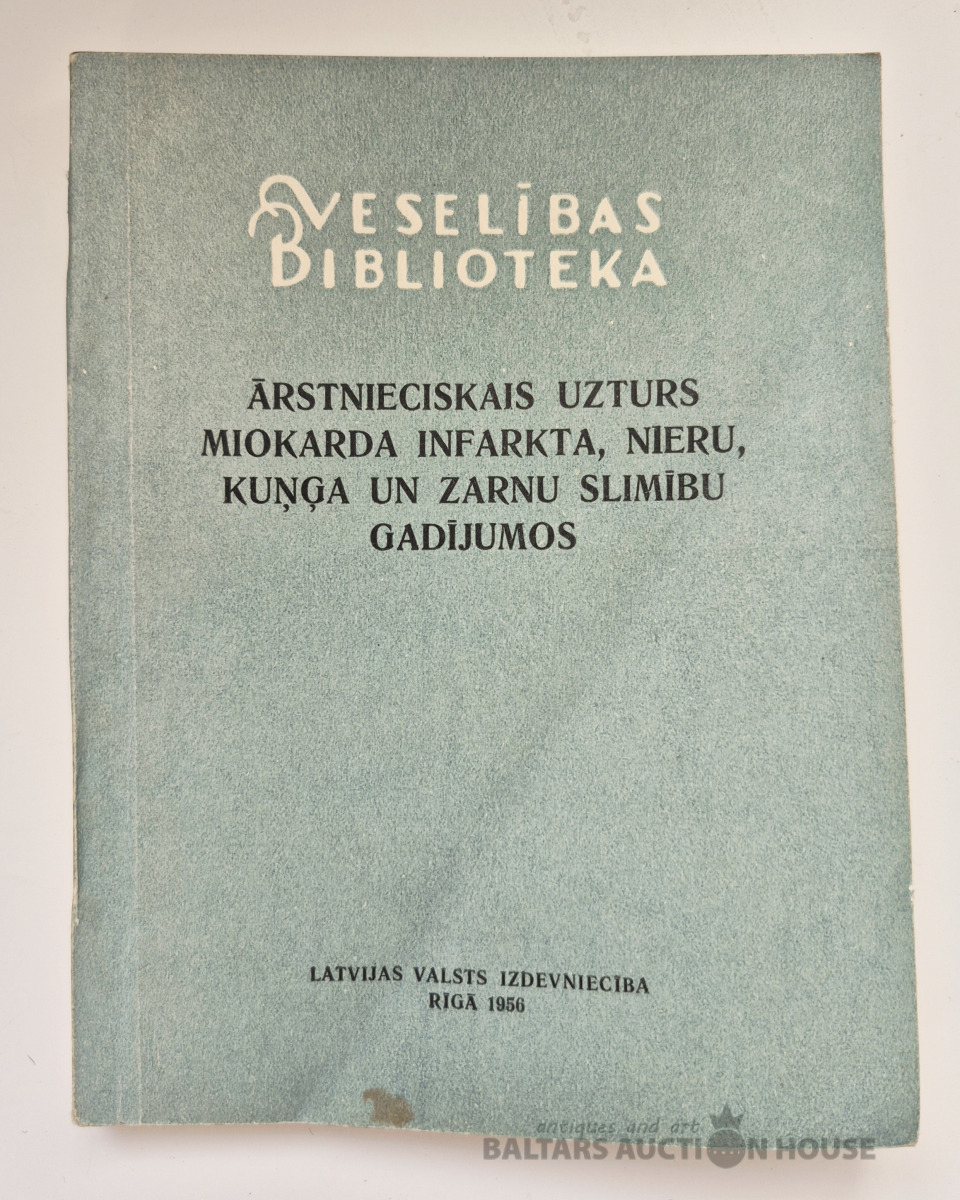 VESELĪBAS
BIBLIOTEKA
ĀRSTNIECISKAIS UZTURS
MIOKARDA INFARKTA, NIERU,
KUŅĢA UN ZARNU SLIMĪBU
GADĪJUMOS
LATVIJAS VALSTS IZDEVNIECĪBA
RĪGĀ 1956
antiques and art
BALTARS AUCTION HOUSE